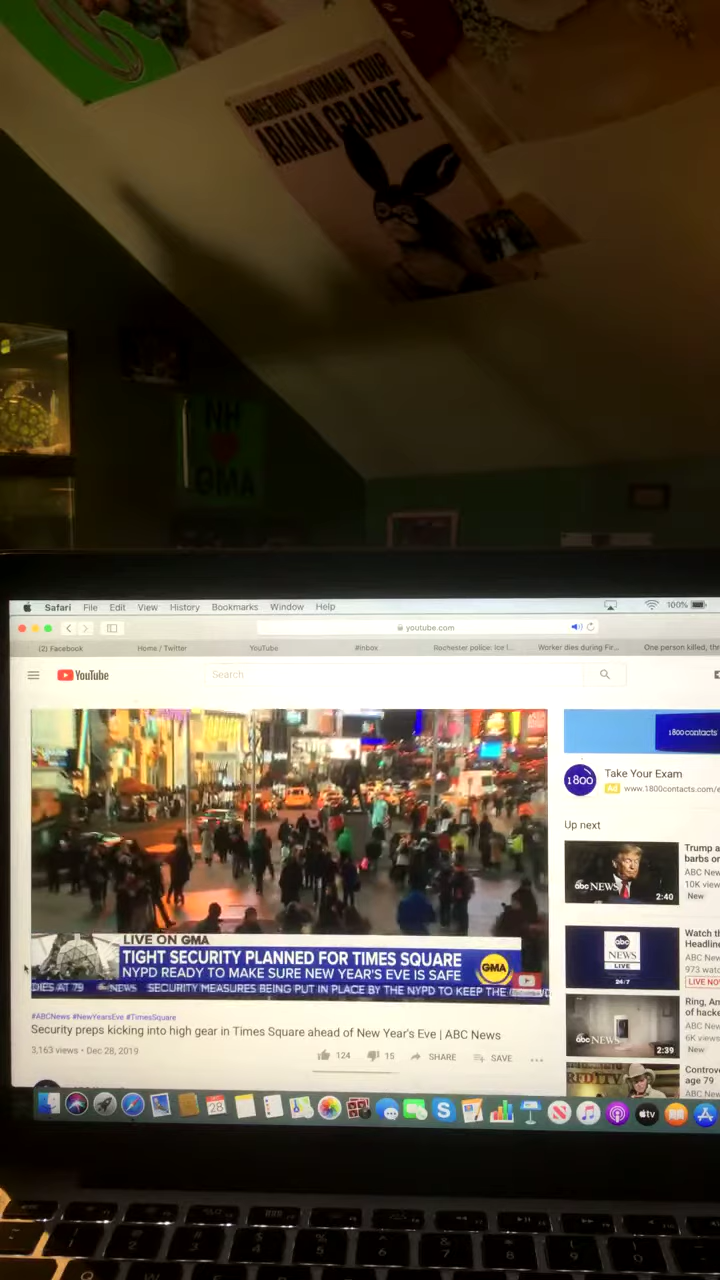 DANGEROUS WOMAN TOUR
ARIANA GRANDE
NH
GMA
Safari File Edit View History Bookmarks Window Help 100%
youtube.com
(2) Facebook Home / Twitter YouTube #inbox Rochester police: Ice l... Worker dies during Fir... One person killed, thr
YouTube Search
1800contacts
1800
Take Your Exam
Ad www.1800contacts.com/e
Up next
abc NEWS 2:40
Trump a
barbs or
ABC New
10K view
New
LIVE ON GMA
TIGHT SECURITY PLANNED FOR TIMES SQUARE
NYPD READY TO MAKE SURE NEW YEAR'S EVE IS SAFE
GMA
DIES AT 79 abc NEWS SECURITY MEASURES BEING PUT IN PLACE BY THE NYPD TO KEEP THE
abc
NEWS
LIVE
24/7
Watch th
Headline
ABC New
973 watc
LIVE NO
#ABCNews #NewYearsEve #TimesSquare
Security preps kicking into high gear in Times Square ahead of New Year's Eve | ABC News
3,163 views • Dec 28, 2019
124 15 SHARE SAVE
abc NEWS 2:39
Ring, Am
of hacke
ABC New
6K views
New
Controve
age 79
ABC New
28
tv